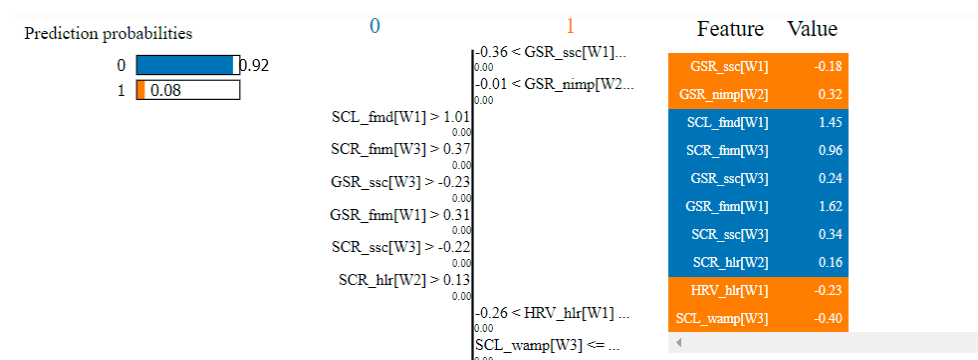 Prediction probabilities
0 0.92
1 0.08
0 1
-0.36 < GSR_ssc[W1]...
0.00
-0.01 < GSR_nimp[W2...
0.00
SCL_fmd[W1] > 1.01
0.00
SCR_fnm[W3] > 0.37
0.00
GSR_ssc[W3] > -0.23
0.00
GSR_fnm[W1] > 0.31
0.00
SCR_ssc[W3] > -0.22
0.00
SCR_hlr[W2] > 0.13
0.00
-0.26 < HRV_hlr[W1] ...
0.00
SCL_wamp[W3] <= ...
0.00
Feature Value
GSR_ssc[W1] -0.18
GSR_nimp[W2] 0.32
SCL_fmd[W1] 1.45
SCR_fnm[W3] 0.96
GSR_ssc[W3] 0.24
GSR_fnm[W1] 1.62
SCR_ssc[W3] 0.34
SCR_hlr[W2] 0.16
HRV_hlr[W1] -0.23
SCL_wamp[W3] -0.40